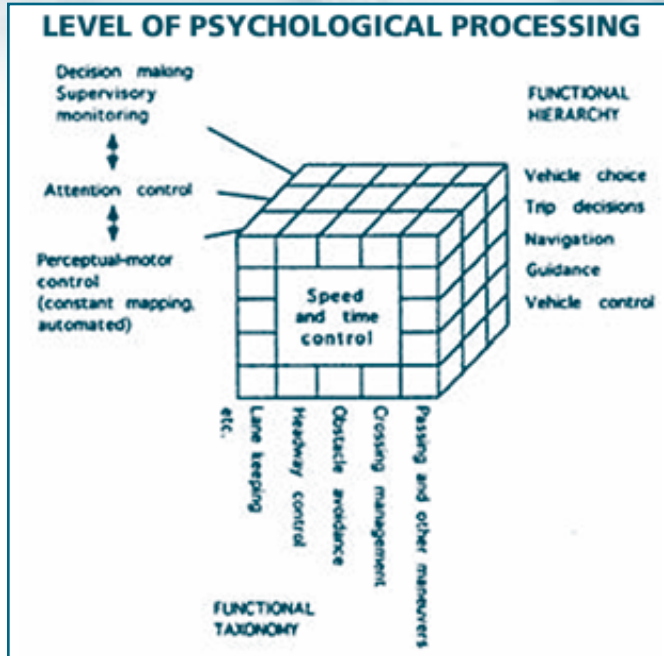 LEVEL OF PSYCHOLOGICAL PROCESSING
Decision making
Supervisory
monitoring
Attention control
Perceptual-motor
control
(constant mapping,
automated)
FUNCTIONAL
HIERARCHY
Vehicle choice
Trip decisions
Navigation
Guidance
Vehicle control
Speed
and time
control
etc.
Lane keeping
Headway control
Obstacle avoidance
Crossing management
Passing and other maneuvers
FUNCTIONAL
TAXONOMY